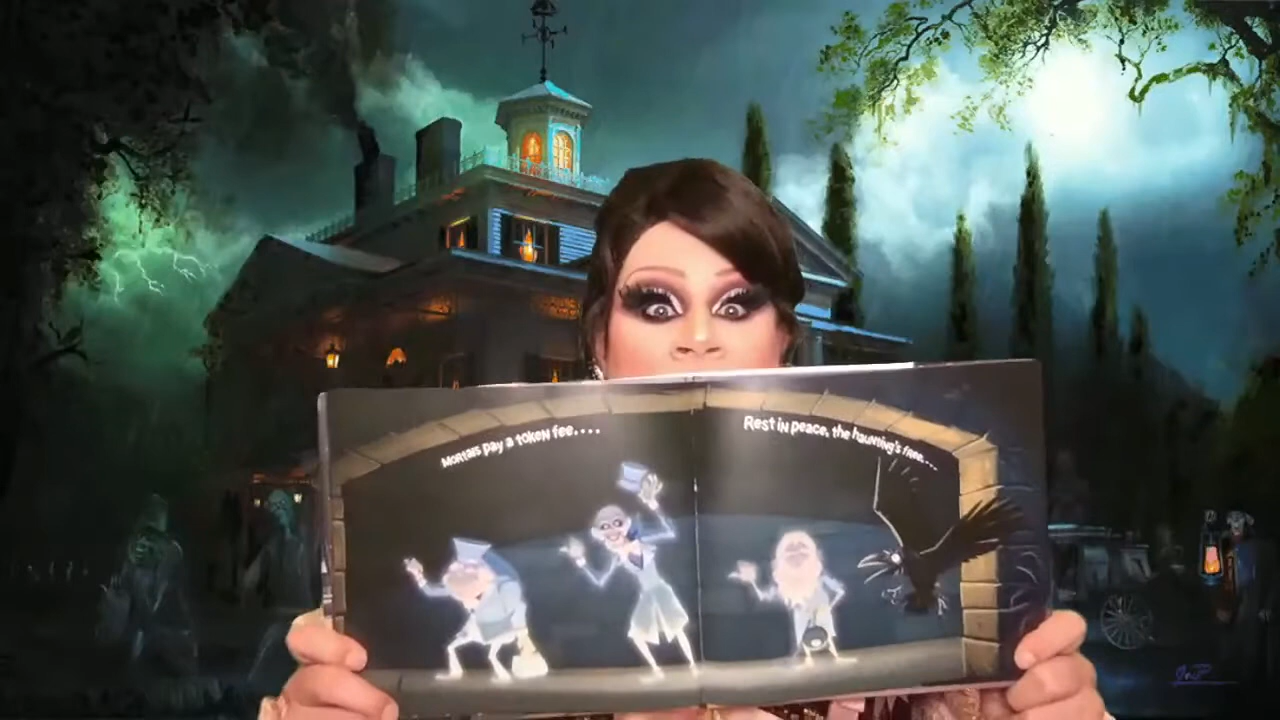 Mortals pay a token fee....
Rest in peace, the haunting's free....